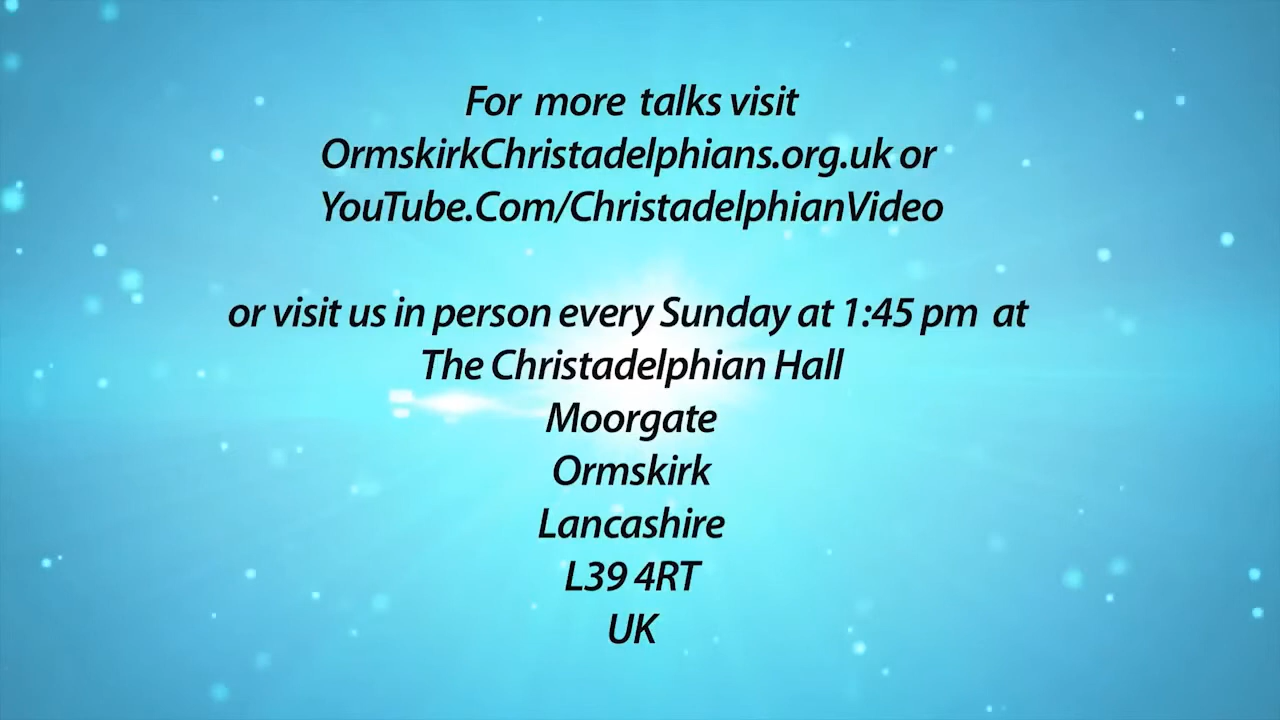 For more talks visit
OrmskirkChristadelphians.org.uk or
YouTube.Com/ChristadelphianVideo
or visit us in person every Sunday at 1:45 pm at
The Christadelphian Hall
Moorgate
Ormskirk
Lancashire
L39 4RT
UK